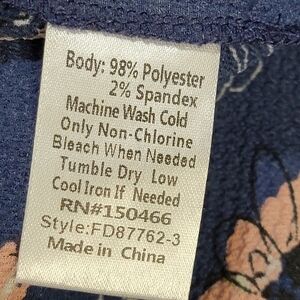 Body: 98% Polyester
2% Spandex
Machine Wash Cold
Only Non-Chlorine
Bleach When Needed
Tumble Dry Low
Cool Iron If Needed
RN#150466
Style:FD87762-3
Made in China